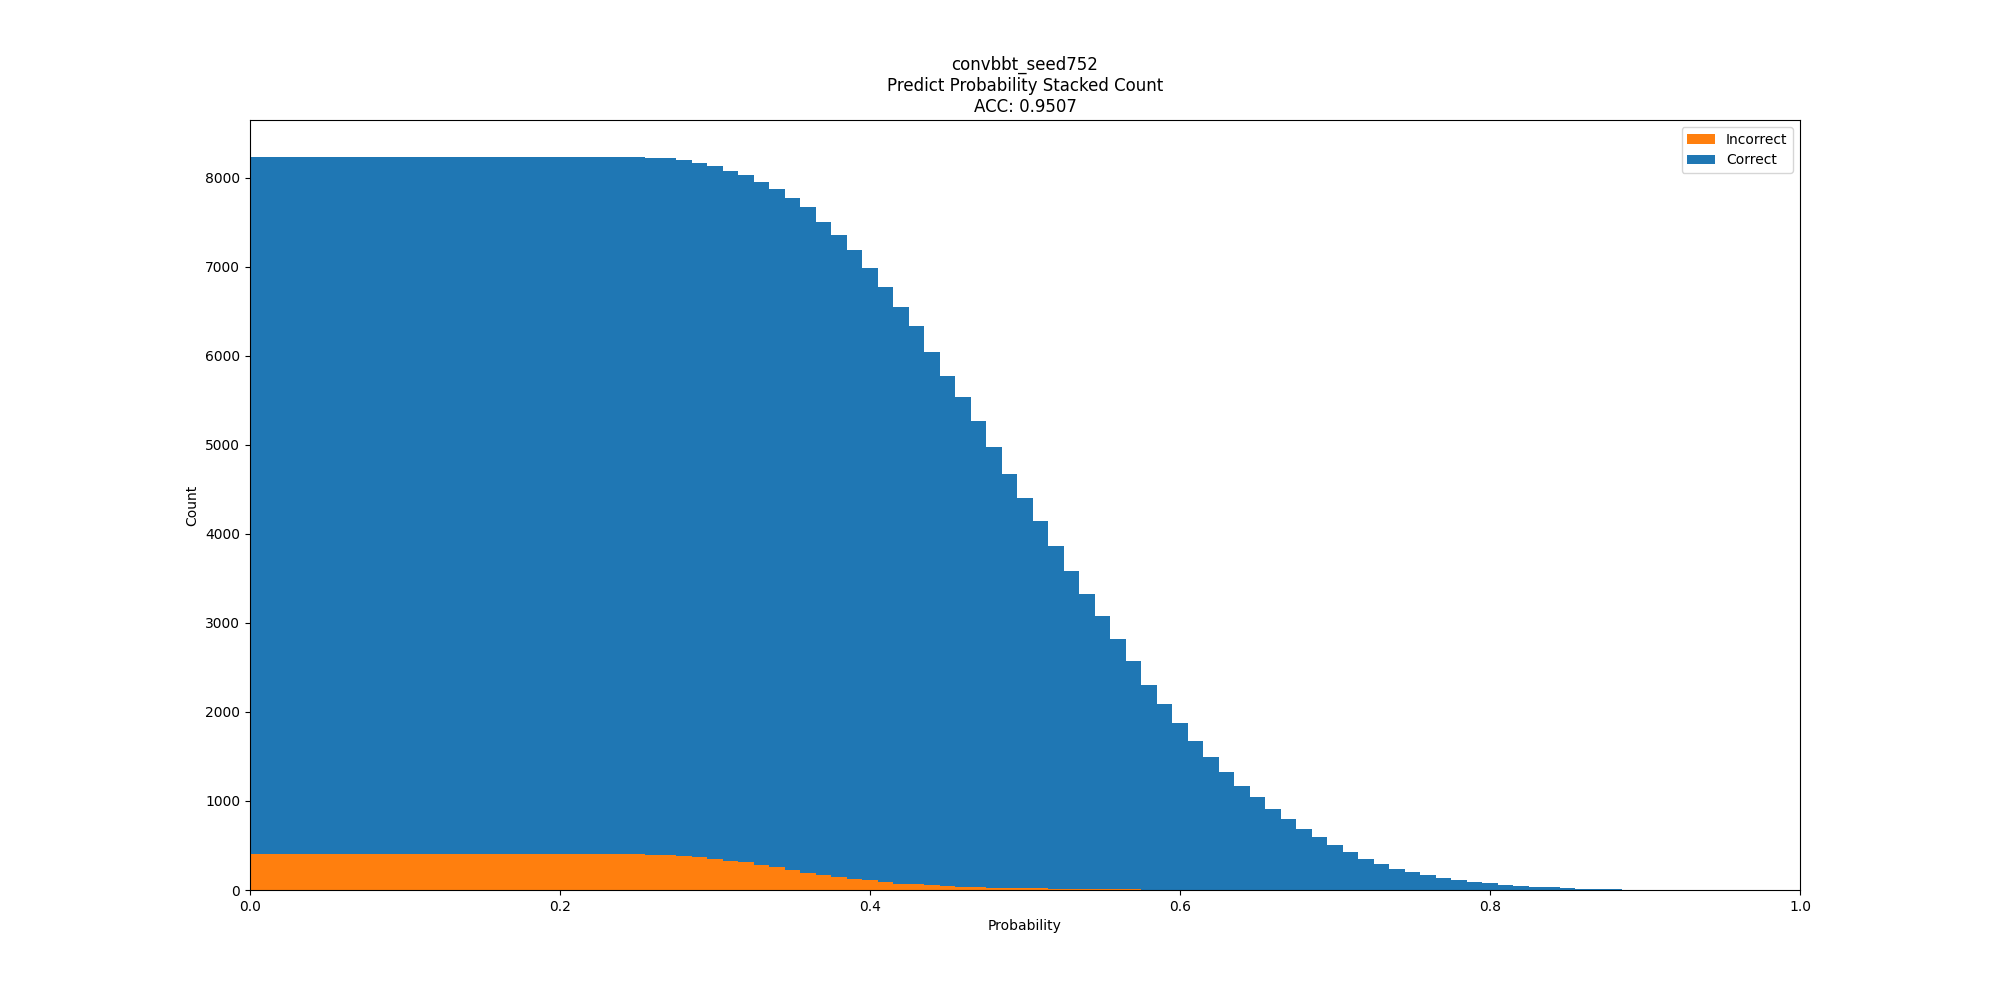 convbbt_seed752
Predict Probability Stacked Count
ACC: 0.9507
Incorrect
Correct
Count
8000
7000
6000
5000
4000
3000
2000
1000
0
0.0 0.2 0.4 0.6 0.8 1.0
Probability